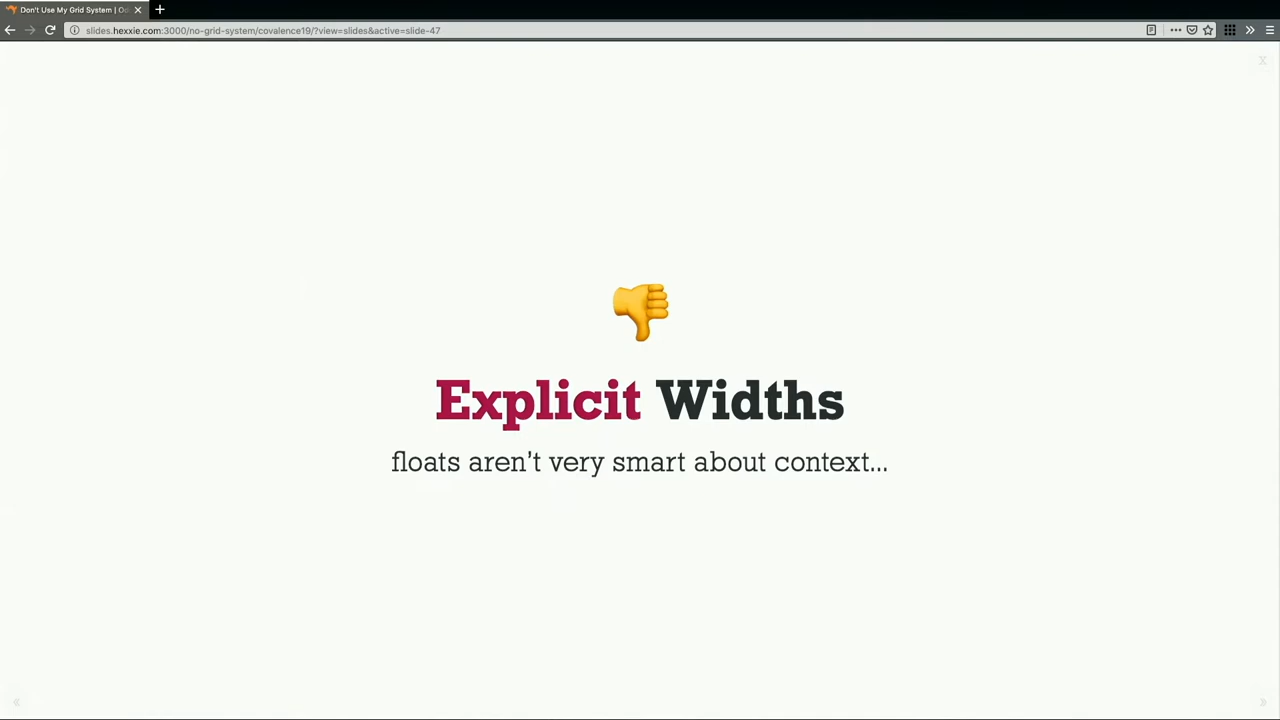 Don't Use My Grid System | O
slides.hexxie.com:3000/no-grid-system/covalence19/?view=slides&active=slide-47
X
Explicit Widths
floats aren't very smart about context...
«
»